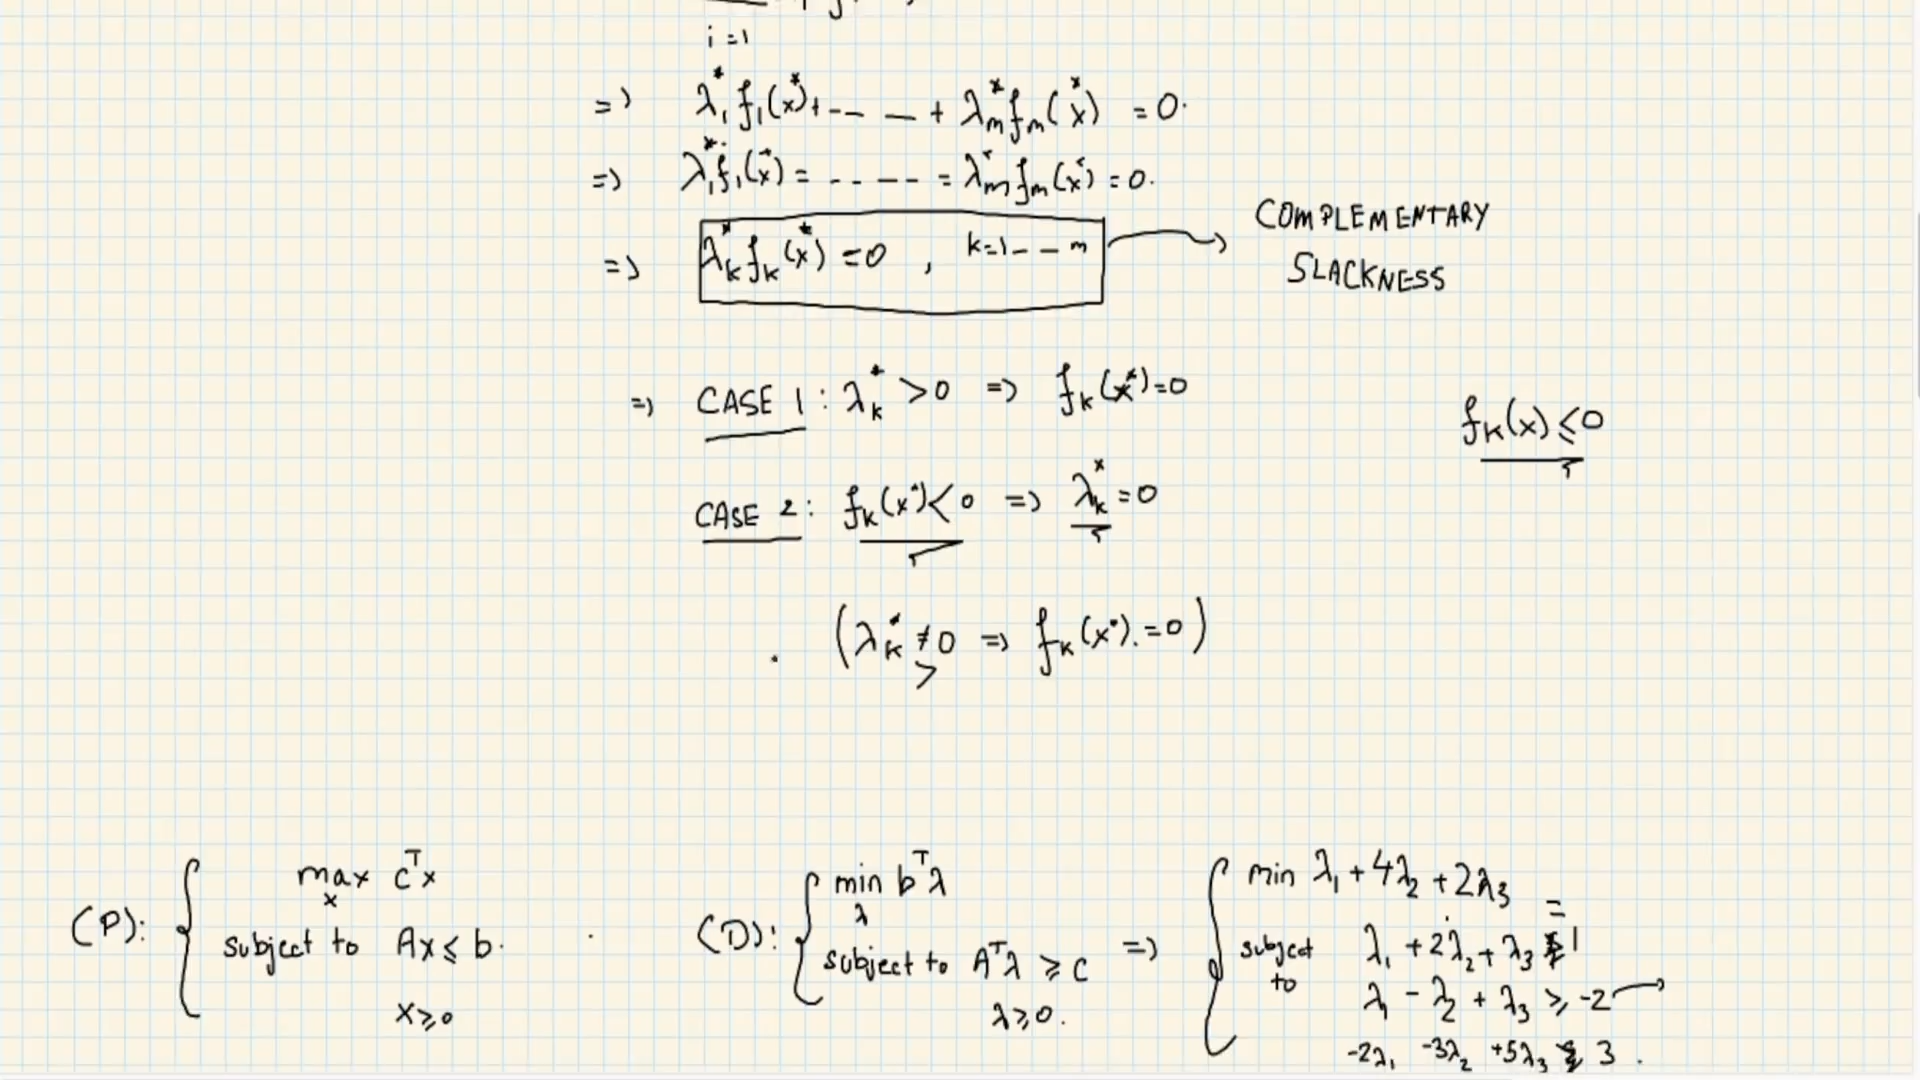 i=1
=> λ₁* f₁(x*) + -- — + λₘ* fₘ(x*) = 0.
=> λ₁* f₁(x*) = - - - - - = λₘ* fₘ(x*) = 0.
=> λₖ* fₖ(x*) = 0 , k=1 - - m
COMPLEMENTARY
SLACKNESS
=> CASE 1 : λₖ* > 0 => fₖ(x*) = 0
fₖ(x) ≤ 0
CASE 2 : fₖ(x*) < 0 => λₖ* = 0
(λₖ* ≠ 0 => fₖ(x*) = 0)
>
(P): { max c^T x
x
subject to Ax ≤ b.
x ≥ 0
(D): { min b^T λ
λ
subject to A^T λ ≥ c
λ ≥ 0.
=> { min λ₁ + 4λ₂ + 2λ₃
=
subject to λ₁ + 2λ₂ + λ₃ 1
λ₁ - λ₂ + λ₃ ≥ -2 →
-2λ₁ -3λ₂ +5λ₃ 3 .